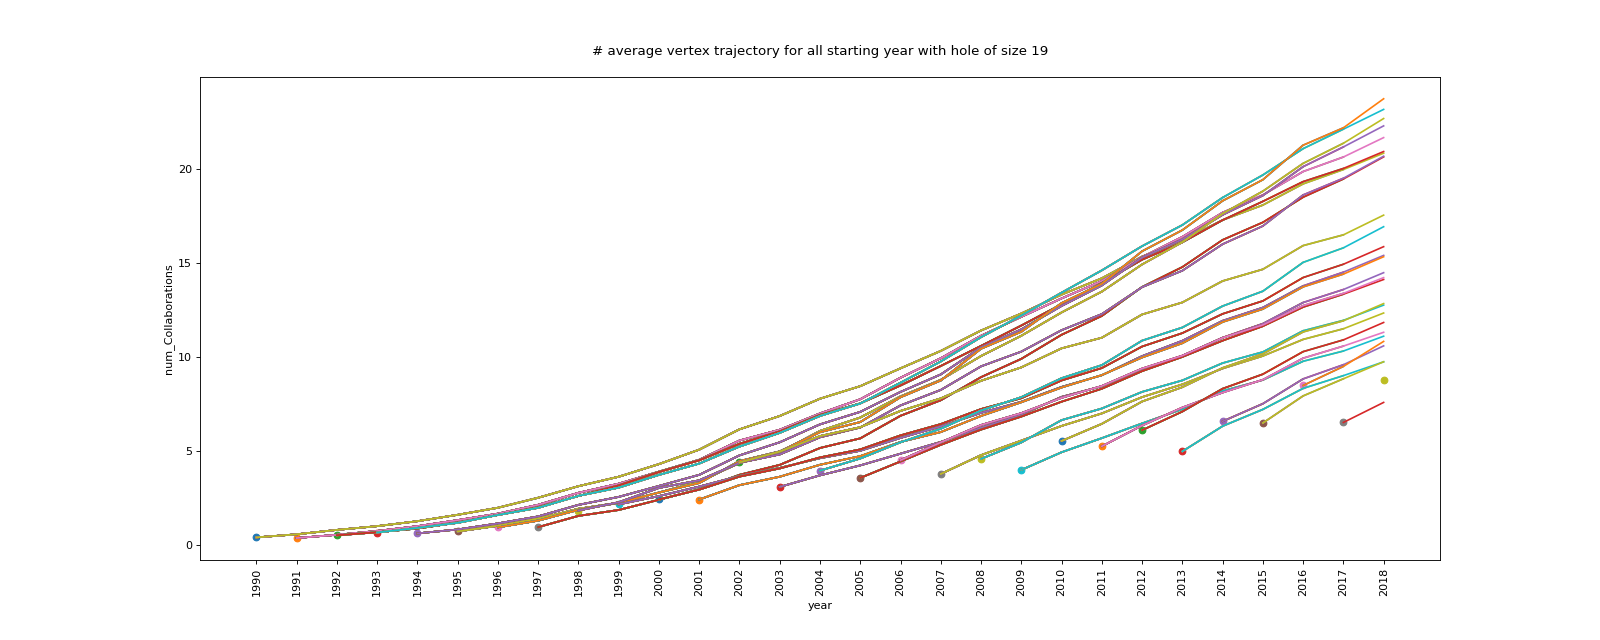 # average vertex trajectory for all starting year with hole of size 19
num_Collaborations
20
15
10
5
0
1990 1991 1992 1993 1994 1995 1996 1997 1998 1999 2000 2001 2002 2003 2004 2005 2006 2007 2008 2009 2010 2011 2012 2013 2014 2015 2016 2017 2018
year